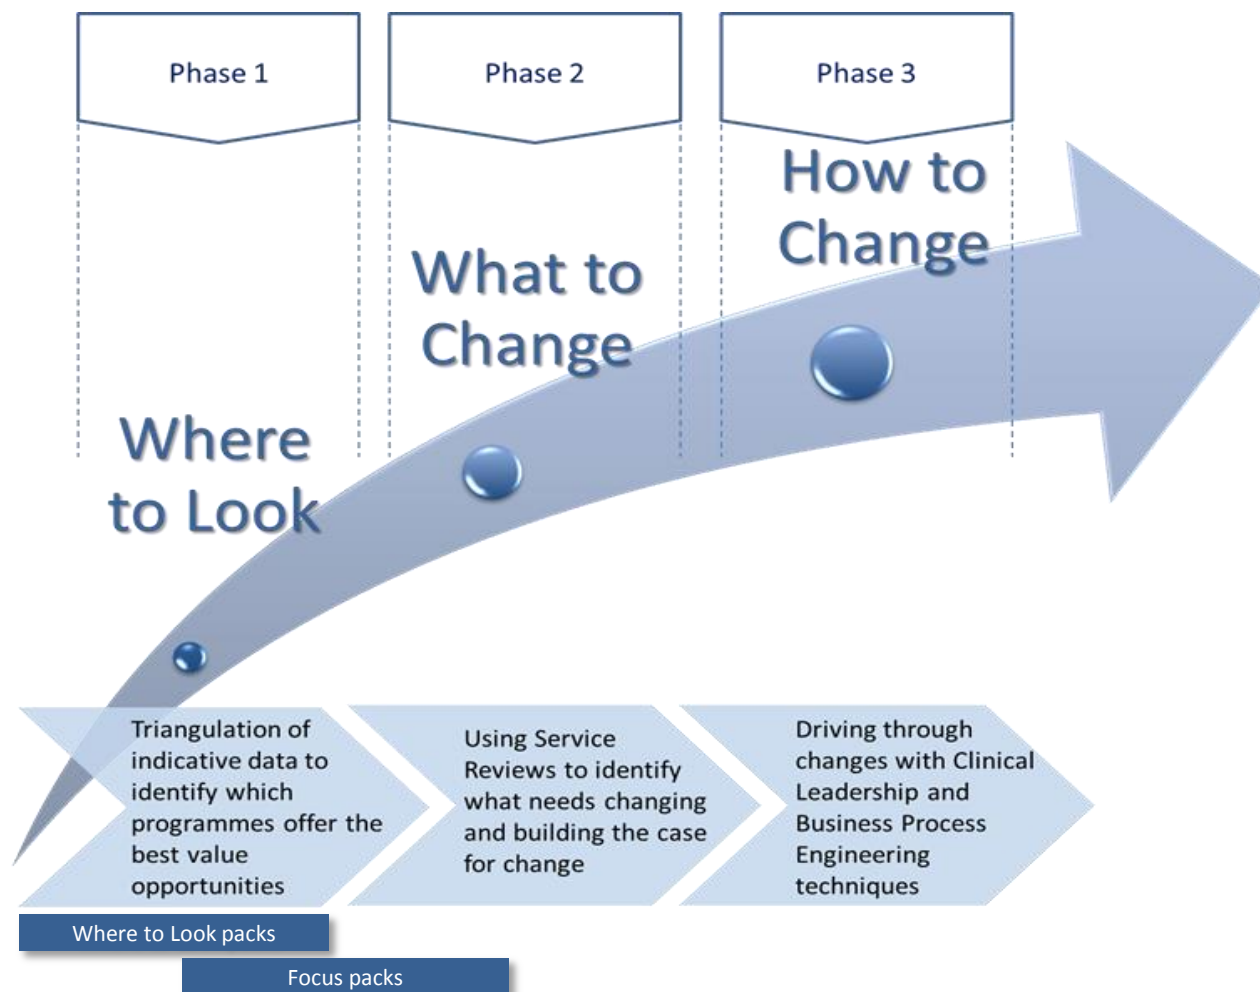 Phase 1
Phase 2
Phase 3
How to
Change
What to
Change
Where
to Look
Triangulation of
indicative data to
identify which
programmes offer the
best value
opportunities
Using Service
Reviews to identify
what needs changing
and building the case
for change
Driving through
changes with Clinical
Leadership and
Business Process
Engineering
techniques
Where to Look packs
Focus packs